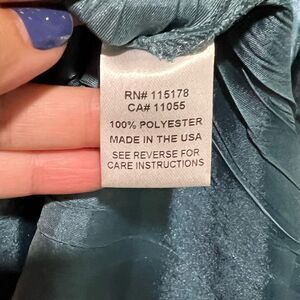 RN# 115178
CA# 11055
100% POLYESTER
MADE IN THE USA
SEE REVERSE FOR
CARE INSTRUCTIONS